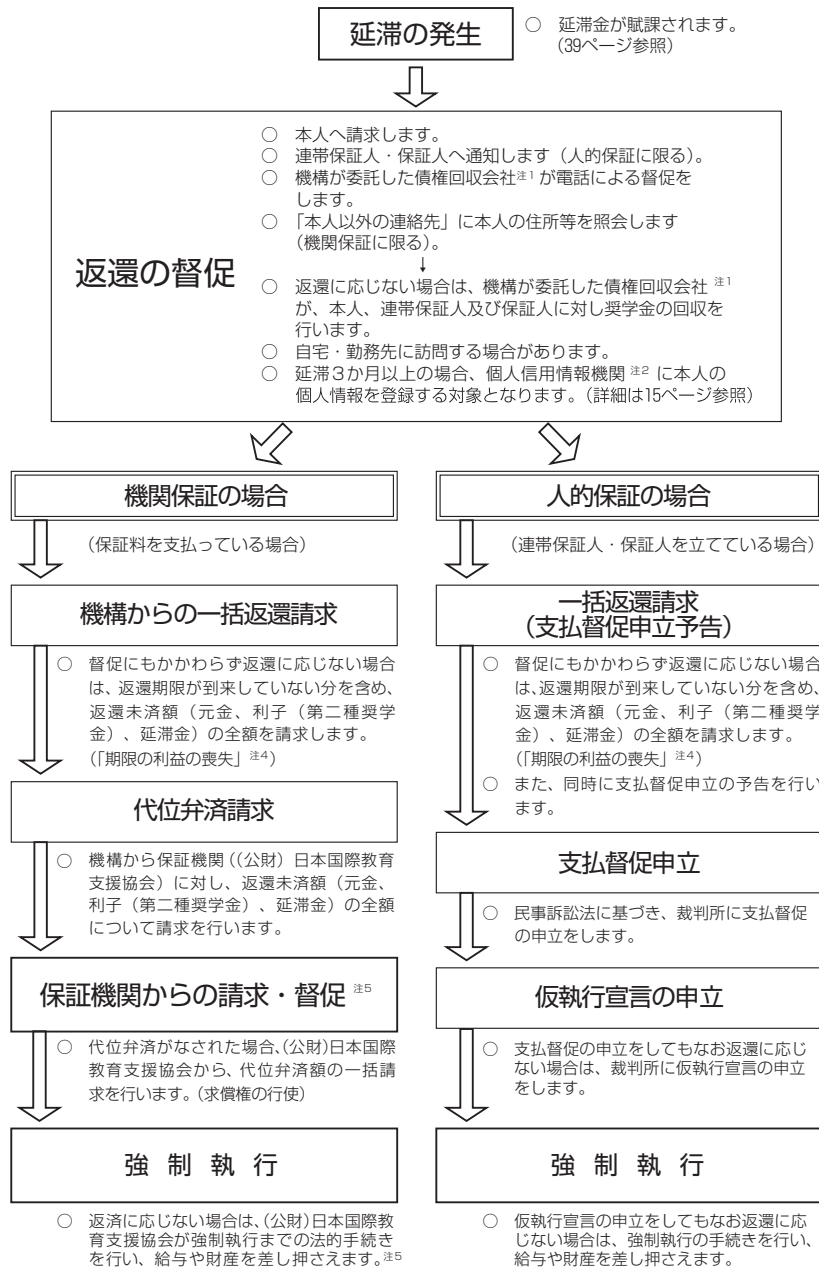 延滞の発生
○ 延滞金が賦課されます。
(39ページ参照)
返還の督促
○ 本人へ請求します。
○ 連帯保証人・保証人へ通知します(人的保証に限る)。
○ 機構が委託した債権回収会社注1が電話による督促を
します。
○ 「本人以外の連絡先」に本人の住所等を照会します
(機関保証に限る)。
↓
○ 返還に応じない場合は、機構が委託した債権回収会社 注1
が、本人、連帯保証人及び保証人に対し奨学金の回収を
行います。
○ 自宅・勤務先に訪問する場合があります。
○ 延滞3か月以上の場合、個人信用情報機関 注2 に本人の
個人情報を登録する対象となります。(詳細は15ページ参照)
機関保証の場合
(保証料を支払っている場合)
機構からの一括返還請求
○ 督促にもかかわらず返還に応じない場合
は、返還期限が到来していない分を含め、
返還未済額(元金、利子(第二種奨学
金)、延滞金)の全額を請求します。
(「期限の利益の喪失」注4)
代位弁済請求
○ 機構から保証機関((公財)日本国際教育
支援協会)に対し、返還未済額(元金、
利子(第二種奨学金)、延滞金)の全額
について請求を行います。
保証機関からの請求・督促 注5
○ 代位弁済がなされた場合、(公財)日本国際
教育支援協会から、代位弁済額の一括請
求を行います。(求償権の行使)
強制執行
○ 返済に応じない場合は、(公財)日本国際教
育支援協会が強制執行までの法的手続き
を行い、給与や財産を差し押さえます。注5
人的保証の場合
(連帯保証人・保証人を立てている場合)
一括返還請求
(支払督促申立予告)
○ 督促にもかかわらず返還に応じない場合
は、返還期限が到来していない分を含め、
返還未済額(元金、利子(第二種奨学
金)、延滞金)の全額を請求します。
(「期限の利益の喪失」注4)
○ また、同時に支払督促申立の予告を行い
ます。
支払督促申立
○ 民事訴訟法に基づき、裁判所に支払督促
の申立をします。
仮執行宣言の申立
○ 支払督促の申立をしてもなお返還に応じ
ない場合は、裁判所に仮執行宣言の申立
をします。
強制執行
○ 仮執行宣言の申立をしてもなお返還に応
じない場合は、強制執行の手続きを行い、
給与や財産を差し押さえます。